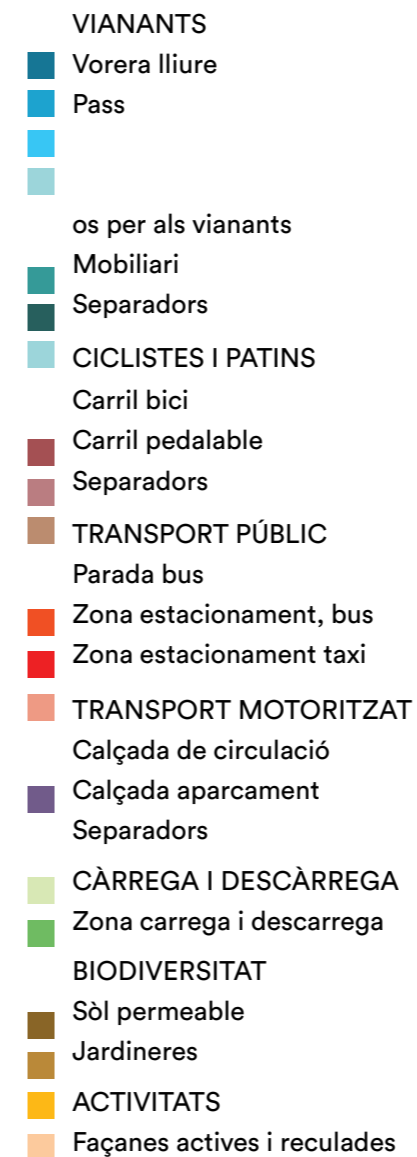 VIANANTS
Vorera lliure
Pass
os per als vianants
Mobiliari
Separadors
CICLISTES I PATINS
Carril bici
Carril pedalable
Separadors
TRANSPORT PÚBLIC
Parada bus
Zona estacionament, bus
Zona estacionament taxi
TRANSPORT MOTORITZAT
Calçada de circulació
Calçada aparcament
Separadors
CÀRREGA I DESCÀRREGA
Zona carrega i descarrega
BIODIVERSITAT
Sòl permeable
Jardineres
ACTIVITATS
Façanes actives i reculades